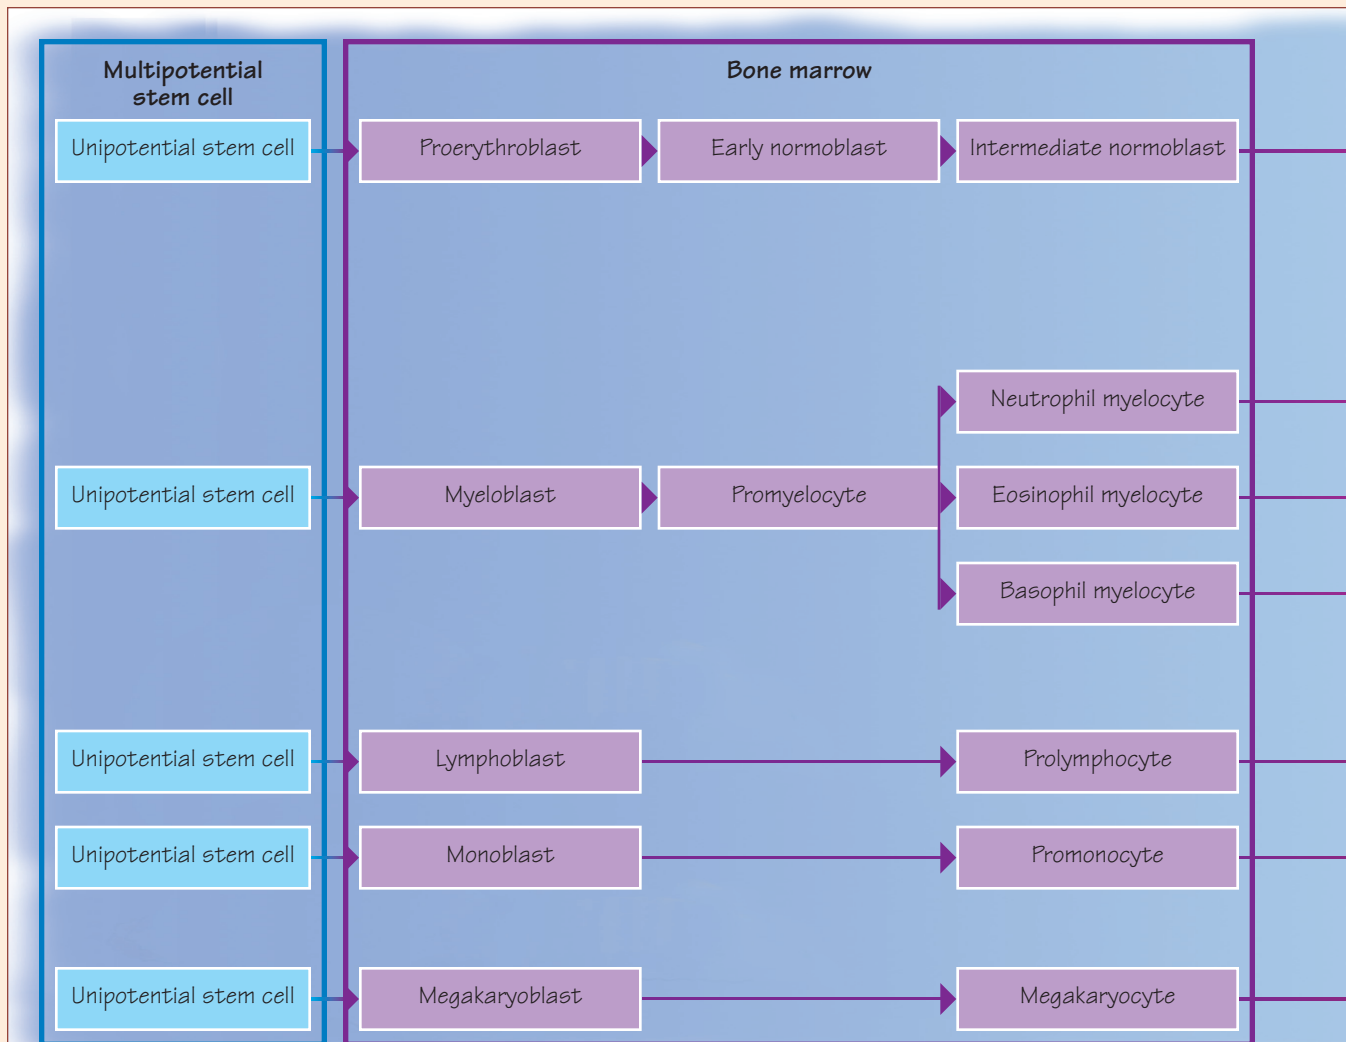 Multipotential
stem cell
Bone marrow
Unipotential stem cell
Proerythroblast
Early normoblast
Intermediate normoblast
Neutrophil myelocyte
Unipotential stem cell
Myeloblast
Promyelocyte
Eosinophil myelocyte
Basophil myelocyte
Unipotential stem cell
Lymphoblast
Prolymphocyte
Unipotential stem cell
Monoblast
Promonocyte
Unipotential stem cell
Megakaryoblast
Megakaryocyte